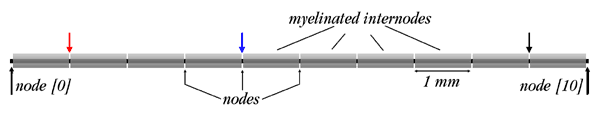 myelinated internodes
node [0]
nodes
1 mm
node [10]